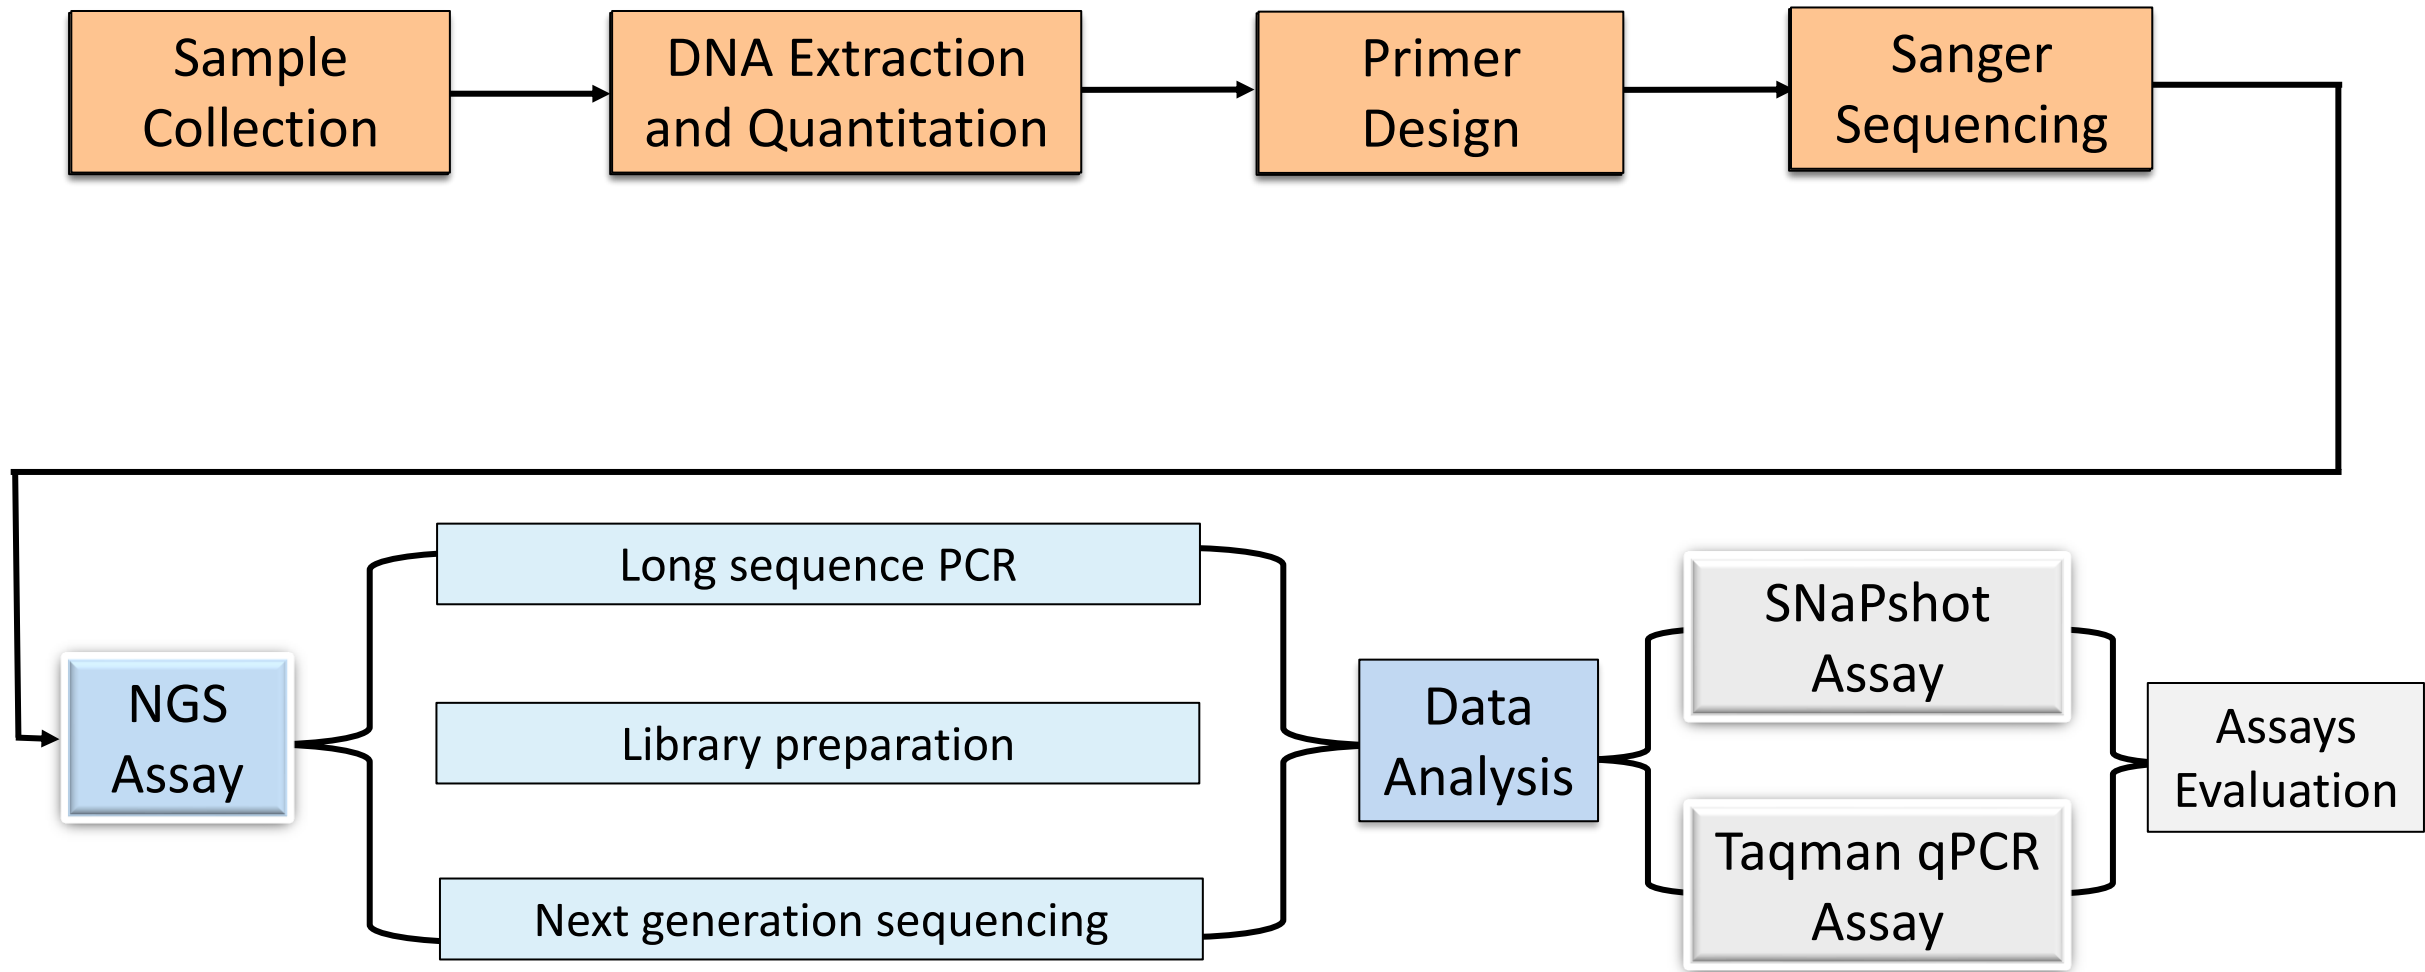 Sample
Collection
DNA Extraction
and Quantitation
Primer
Design
Sanger
Sequencing
NGS
Assay
Long sequence PCR
Library preparation
Next generation sequencing
Data
Analysis
SNaPshot
Assay
Taqman qPCR
Assay
Assays
Evaluation